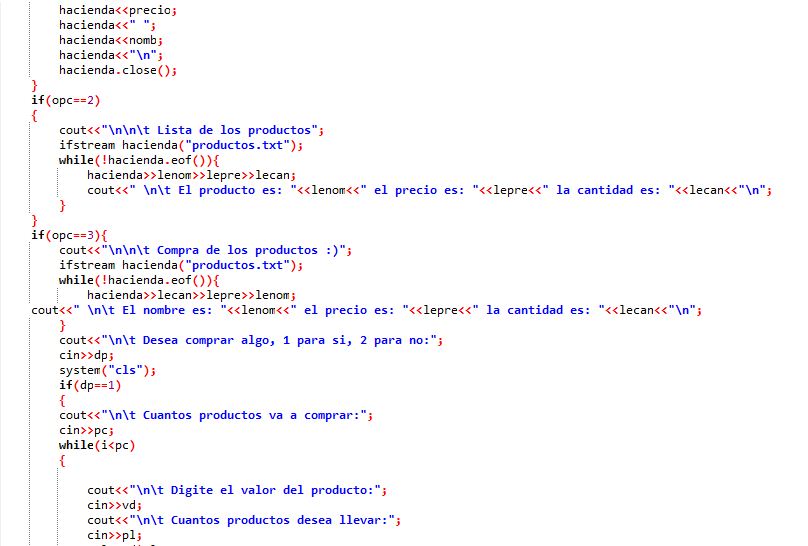 hacienda<<precio;
hacienda<<" ";
hacienda<<nomb;
hacienda<<"\n";
hacienda.close();
}
if(opc==2)
{
cout<<"\n\n\t Lista de los productos";
ifstream hacienda("productos.txt");
while(!hacienda.eof()){
hacienda>>lenom>>lepre>>lecan;
cout<<" \n\t El producto es: "<<lenom<<" el precio es: "<<lepre<<" la cantidad es: "<<lecan<<"\n";
}
}
if(opc==3){
cout<<"\n\n\t Compra de los productos :)";
ifstream hacienda("productos.txt");
while(!hacienda.eof()){
hacienda>>lecan>>lepre>>lenom;
cout<<" \n\t El nombre es: "<<lenom<<" el precio es: "<<lepre<<" la cantidad es: "<<lecan<<"\n";
}
cout<<"\n\t Desea comprar algo, 1 para si, 2 para no:";
cin>>dp;
system("cls");
if(dp==1)
{
cout<<"\n\t Cuantos productos va a comprar:";
cin>>pc;
while(i<pc)
{
cout<<"\n\t Digite el valor del producto:";
cin>>vd;
cout<<"\n\t Cuantos productos desea llevar:";
cin>>pl;